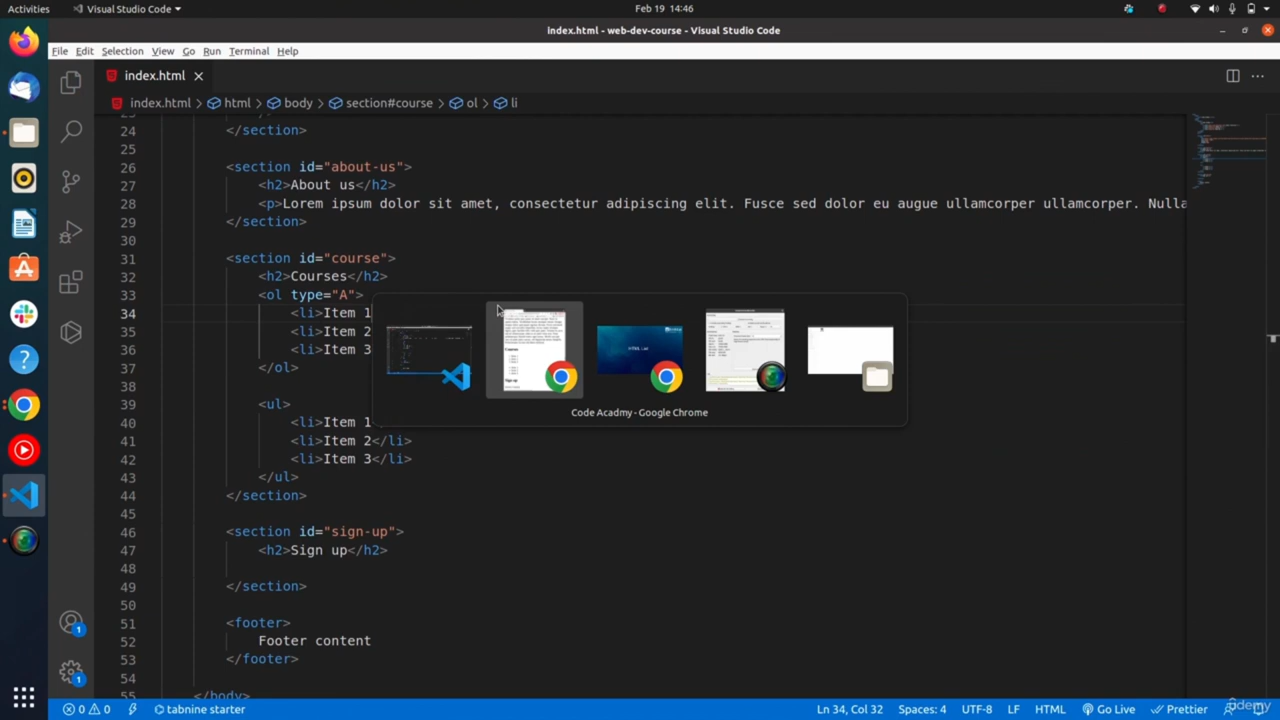 Activities
Visual Studio Code
Feb 19 14:46
index.html - web-dev-course - Visual Studio Code
File Edit Selection View Go Run Terminal Help
index.html
index.html > html > body > section#course > ol > li
24 </section>
25
26 <section id="about-us">
27 <h2>About us</h2>
28 <p>Lorem ipsum dolor sit amet, consectetur adipiscing elit. Fusce sed dolor eu augue ullamcorper ullamcorper. Nulla
29 </section>
30
31 <section id="course">
32 <h2>Courses</h2>
33 <ol type="A">
34 <li>Item 1
35 <li>Item 2
36 <li>Item 3
37 </ol>
38
39 <ul>
40 <li>Item 1
41 <li>Item 2</li>
42 <li>Item 3</li>
43 </ul>
44 </section>
45
46 <section id="sign-up">
47 <h2>Sign up</h2>
48
49 </section>
50
51 <footer>
52 Footer content
53 </footer>
54
55 </body>
HTML List
Code Acadmy - Google Chrome
1
1
0 0
tabnine starter
Ln 34, Col 32
Spaces: 4
UTF-8
LF
HTML
Go Live
Prettier
udemy